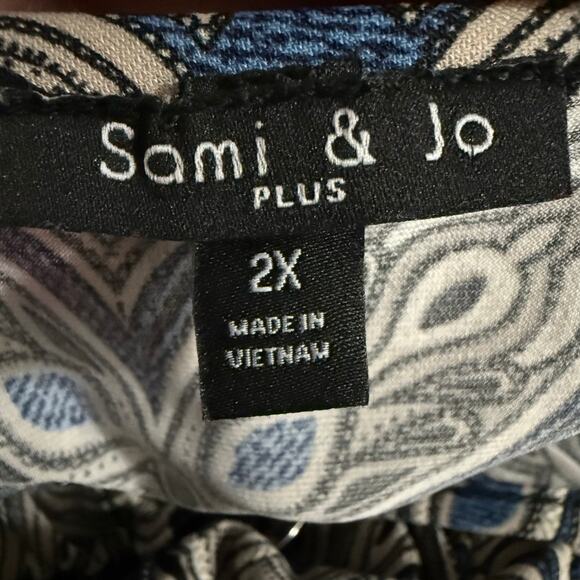 Sami & Jo
PLUS
2X
MADE IN
VIETNAM